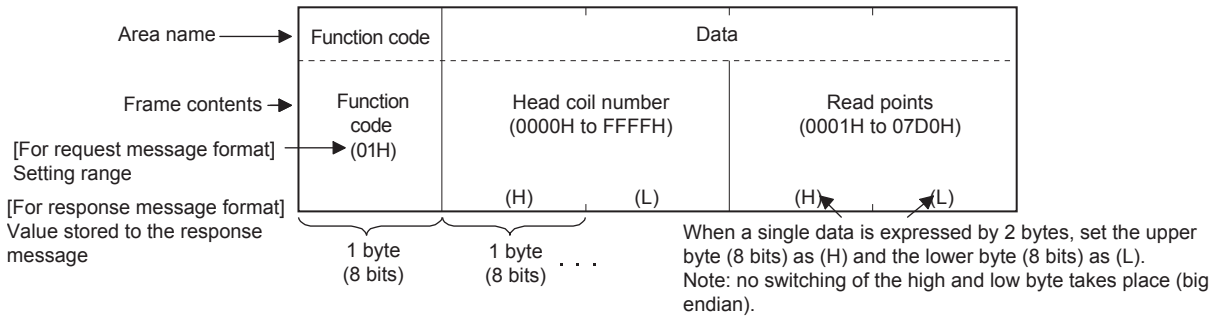 Area name
Function code
Data
Frame contents
Function
code
(01H)
Head coil number
(0000H to FFFFH)
Read points
(0001H to 07D0H)
[For request message format]
Setting range
(H)
(L)
(H)
(L)
[For response message format]
Value stored to the response
message
1 byte
(8 bits)
1 byte
(8 bits)
. . .
When a single data is expressed by 2 bytes, set the upper
byte (8 bits) as (H) and the lower byte (8 bits) as (L).
Note: no switching of the high and low byte takes place (big
endian).